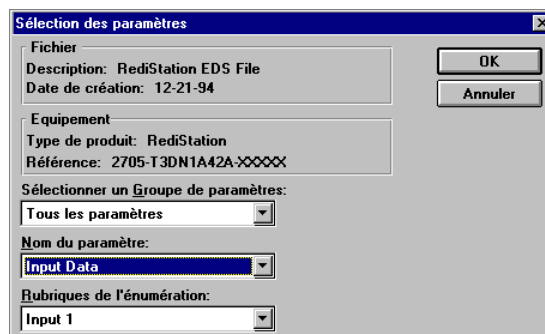 Sélection des paramètres
Fichier
Description: RediStation EDS File
Date de création: 12-21-94
OK
Annuler
Equipement
Type de produit: RediStation
Référence: 2705-T3DN1A42A-XXXXX
Sélectionner un Groupe de paramètres:
Tous les paramètres
Nom du paramètre:
Input Data
Rubriques de l'énumération:
Input 1